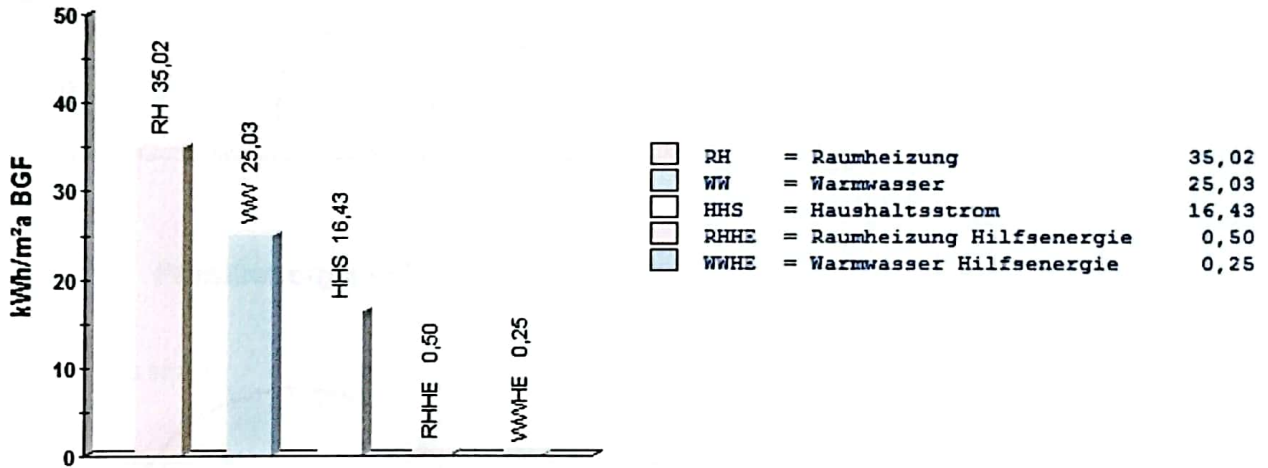 kWh/m²a BGF
50
40
30
20
10
0
RH 35,02
WW 25,03
HHS 16,43
RHHE 0,50
WWHE 0,25
RH = Raumheizung 35,02
WW = Warmwasser 25,03
HHS = Haushaltsstrom 16,43
RHHE = Raumheizung Hilfsenergie 0,50
WWHE = Warmwasser Hilfsenergie 0,25